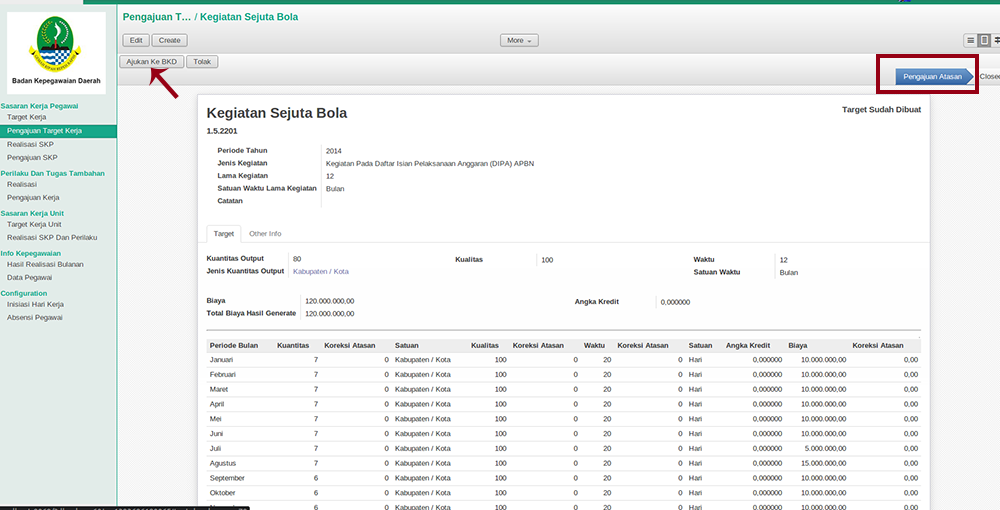 Pengajuan T... / Kegiatan Sejuta Bola
Edit Create More
Ajukan Ke BKD Tolak
Pengajuan Atasan Closed
Badan Kepegawaian Daerah
Sasaran Kerja Pegawai
Target Kerja
Pengajuan Target Kerja
Realisasi SKP
Pengajuan SKP
Perilaku Dan Tugas Tambahan
Realisasi
Pengajuan Kerja
Sasaran Kerja Unit
Target Kerja Unit
Realisasi SKP Dan Perilaku
Info Kepegawaian
Hasil Realisasi Bulanan
Data Pegawai
Configuration
Inisiasi Hari Kerja
Absensi Pegawai
Kegiatan Sejuta Bola
Target Sudah Dibuat
1.5.2201
Periode Tahun 2014
Jenis Kegiatan Kegiatan Pada Daftar Isian Pelaksanaan Anggaran (DIPA) APBN
Lama Kegiatan 12
Satuan Waktu Lama Kegiatan Bulan
Catatan
Target Other Info
Kuantitas Output 80 Kualitas 100 Waktu 12
Jenis Kuantitas Output Kabupaten / Kota Satuan Waktu Bulan
Biaya 120.000.000,00 Angka Kredit 0,000000
Total Biaya Hasil Generate 120.000.000,00
Periode Bulan Kuantitas Koreksi Atasan Satuan Kualitas Koreksi Atasan Waktu Koreksi Atasan Satuan Angka Kredit Biaya Koreksi Atasan
Januari 7 0 Kabupaten / Kota 100 0 20 0 Hari 0,000000 10.000.000,00 0,00
Februari 7 0 Kabupaten / Kota 100 0 20 0 Hari 0,000000 10.000.000,00 0,00
Maret 7 0 Kabupaten / Kota 100 0 20 0 Hari 0,000000 10.000.000,00 0,00
April 7 0 Kabupaten / Kota 100 0 20 0 Hari 0,000000 10.000.000,00 0,00
Mei 7 0 Kabupaten / Kota 100 0 20 0 Hari 0,000000 10.000.000,00 0,00
Juni 7 0 Kabupaten / Kota 100 0 20 0 Hari 0,000000 10.000.000,00 0,00
Juli 7 0 Kabupaten / Kota 100 0 20 0 Hari 0,000000 5.000.000,00 0,00
Agustus 7 0 Kabupaten / Kota 100 0 20 0 Hari 0,000000 15.000.000,00 0,00
September 6 0 Kabupaten / Kota 100 0 20 0 Hari 0,000000 10.000.000,00 0,00
Oktober 6 0 Kabupaten / Kota 100 0 20 0 Hari 0,000000 10.000.000,00 0,00
6 0 Kabupaten / Kota 100 0 20 0 Hari 0,000000 10.000.000,00 0,00